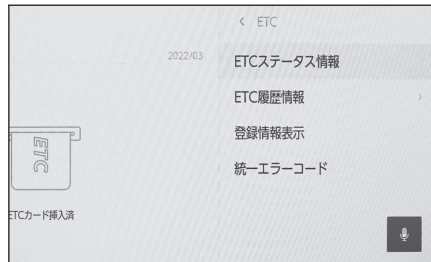 ETC
2022/03
ETCステータス情報
ETC履歴情報
登録情報表示
統一エラーコード
ETC
ETCカード挿入済